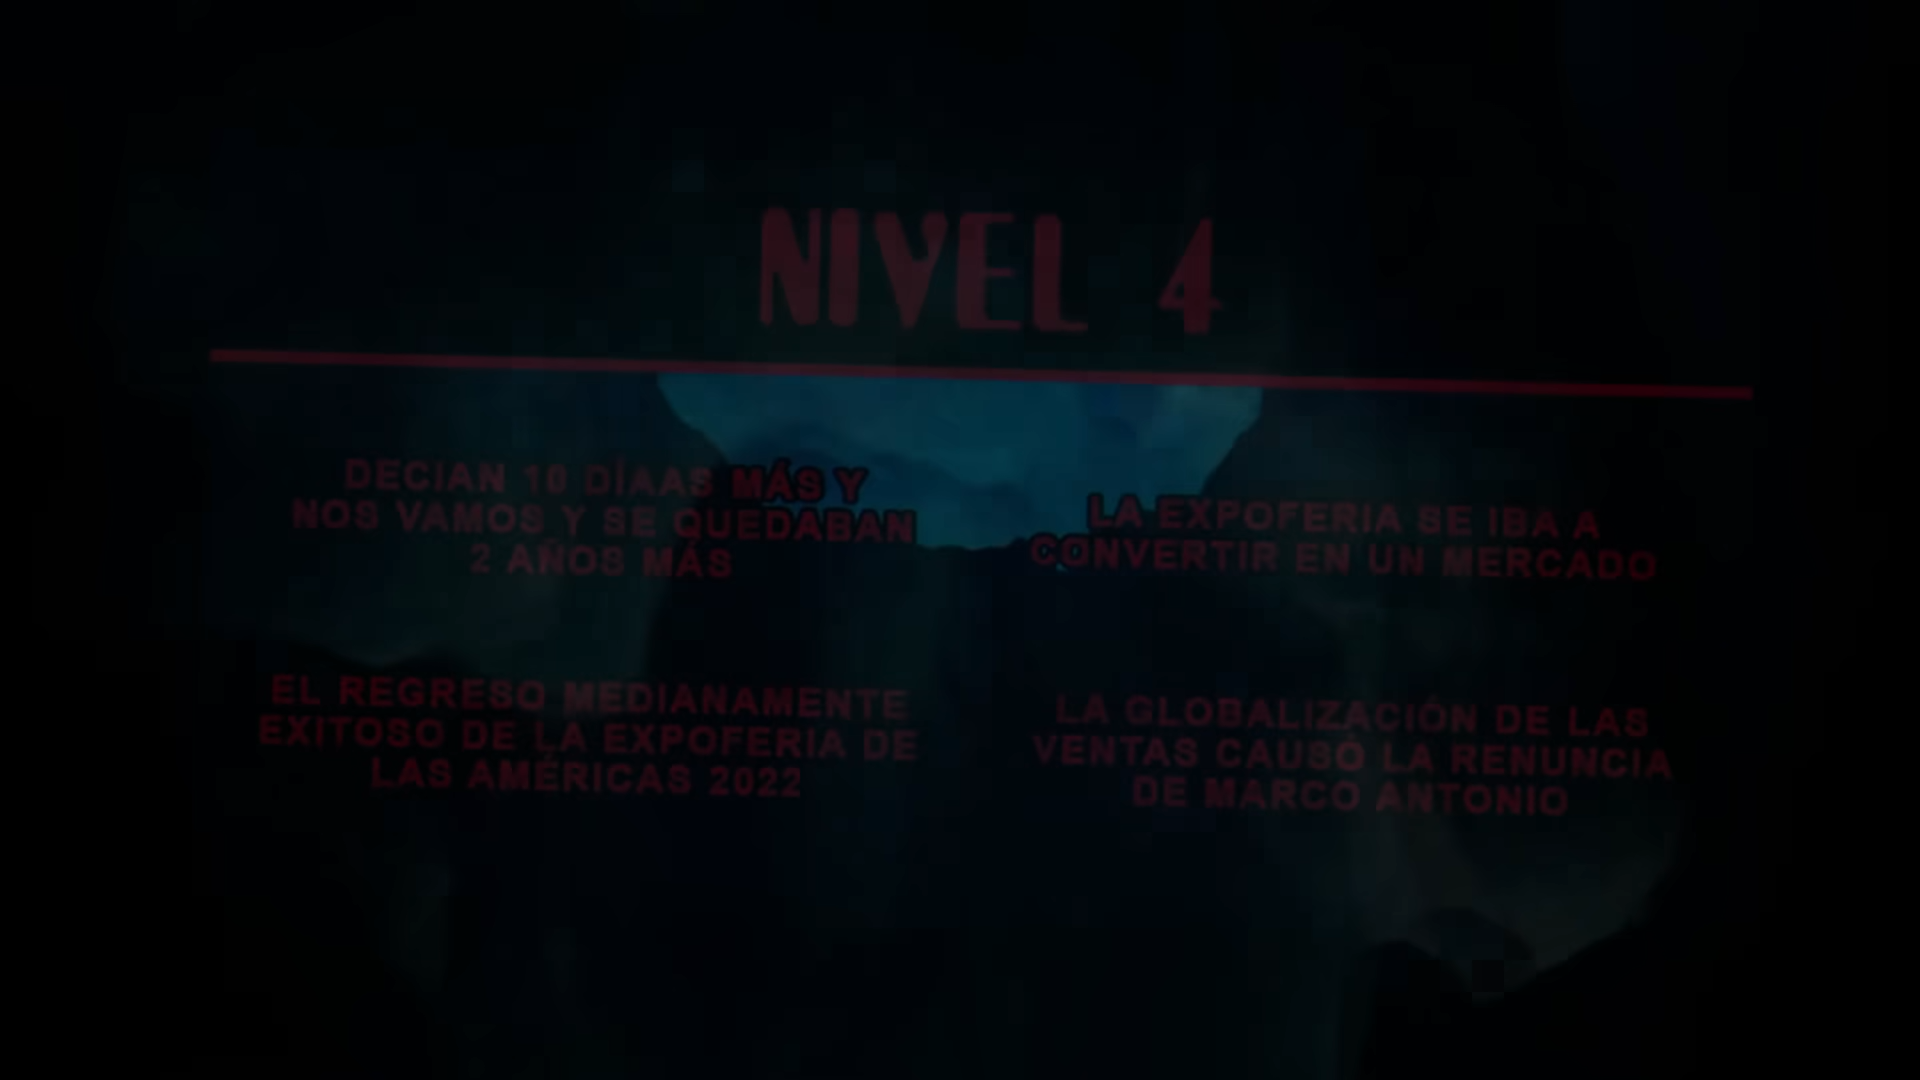 NIVEL 4
DECIAN 10 DÍAAS MÁS Y
NOS VAMOS Y SE QUEDABAN
2 AÑOS MÁS
LA EXPOFERIA SE IBA A
CONVERTIR EN UN MERCADO
EL REGRESO MEDIANAMENTE
EXITOSO DE LA EXPOFERIA DE
LAS AMÉRICAS 2022
LA GLOBALIZACIÓN DE LAS
VENTAS CAUSÓ LA RENUNCIA
DE MARCO ANTONIO